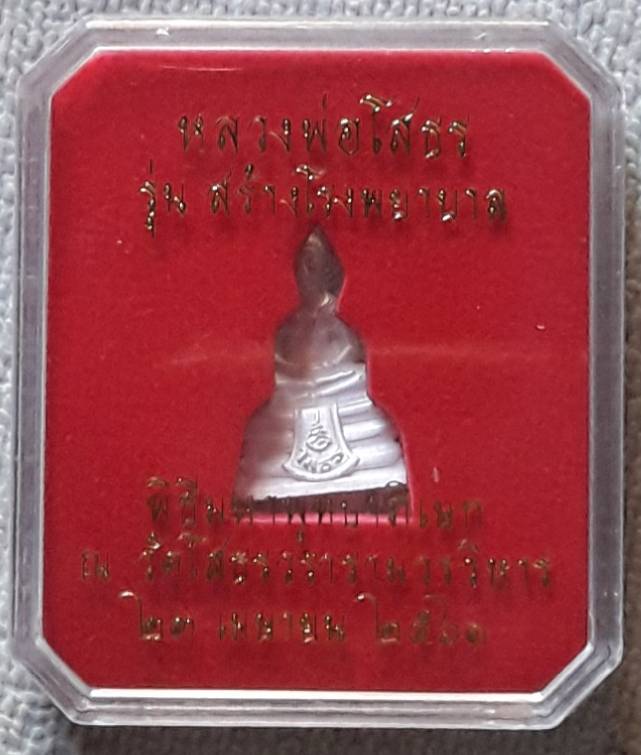 หลวงพ่อโสธร
รุ่น สร้างโรงพยาบาล
พิธีมหาพุทธาภิเษก
ณ วัดโสธรวรารามวรวิหาร
๒๓ เมษายน ๒๕๖๑